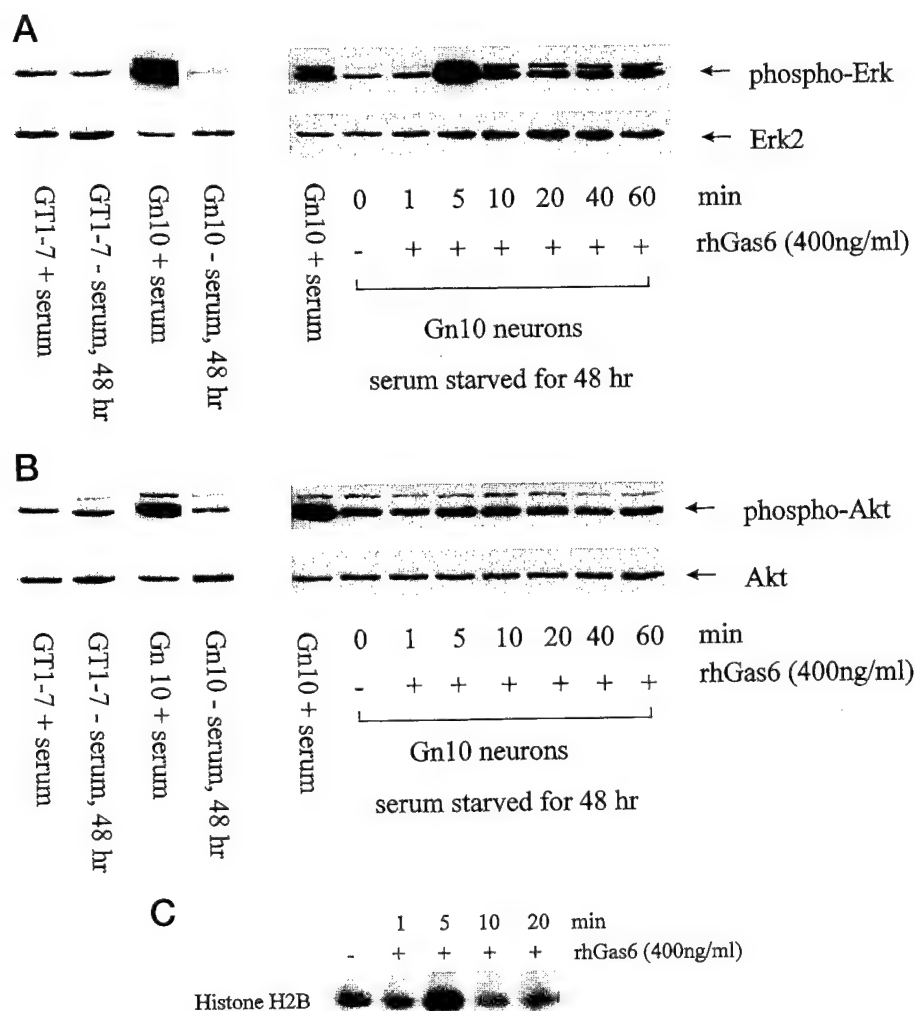 A
← phospho-Erk
← Erk2
GT1-7 + serum
GT1-7 - serum, 48 hr
Gn10 + serum
Gn10 - serum, 48 hr
Gn10 + serum
0 1 5 10 20 40 60 min
- + + + + + + rhGas6 (400ng/ml)
Gn10 neurons
serum starved for 48 hr
B
← phospho-Akt
← Akt
GT1-7 + serum
GT1-7 - serum, 48 hr
Gn 10 + serum
Gn10 - serum, 48 hr
Gn10 + serum
0 1 5 10 20 40 60 min
- + + + + + + rhGas6 (400ng/ml)
Gn10 neurons
serum starved for 48 hr
C
1 5 10 20 min
- + + + + rhGas6 (400ng/ml)
Histone H2B